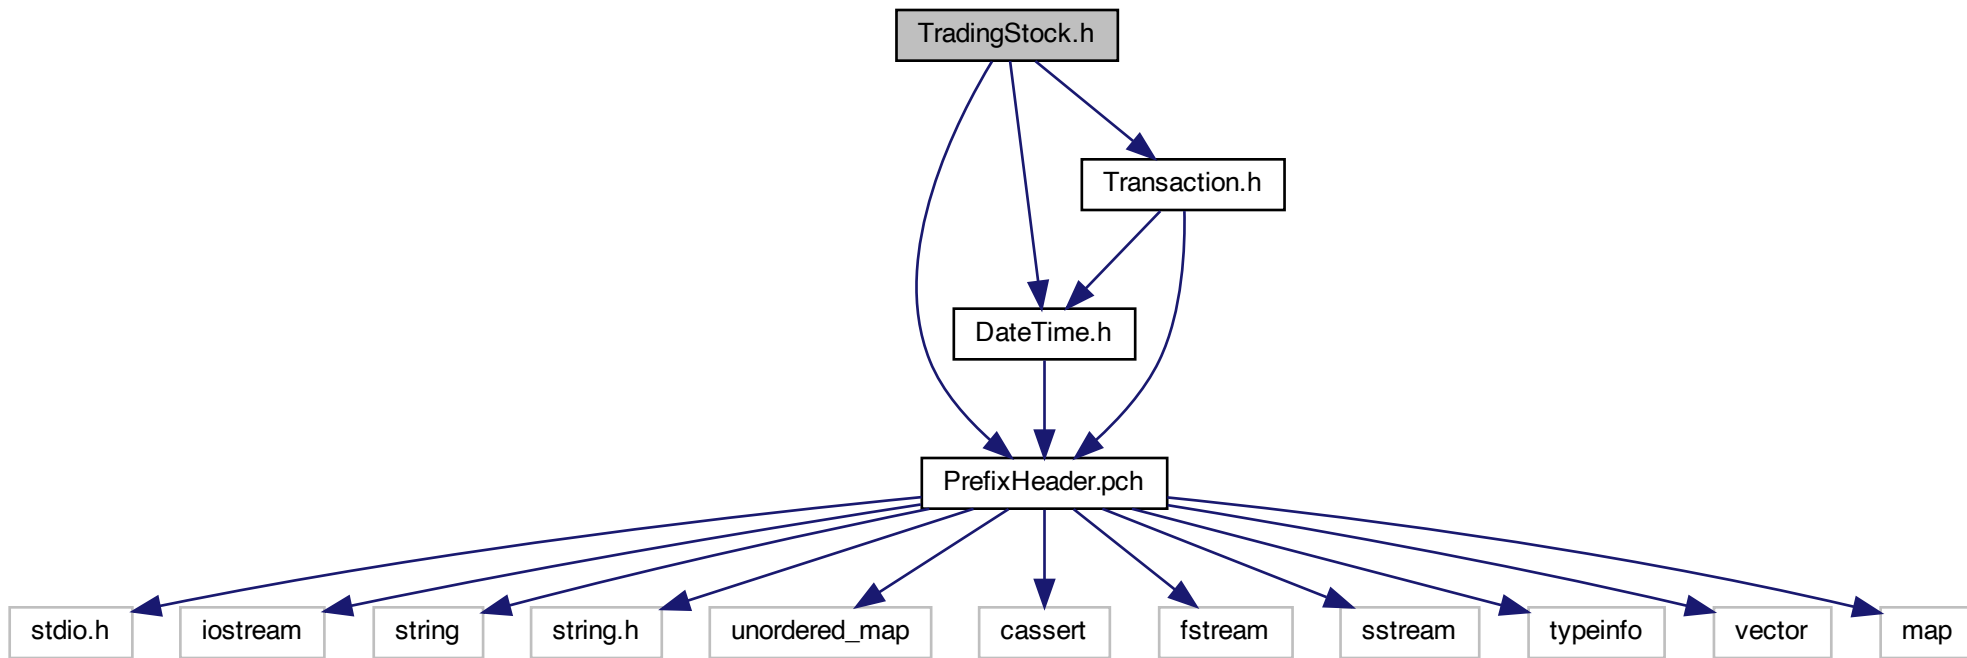 TradingStock.h
Transaction.h
DateTime.h
PrefixHeader.pch
stdio.h
iostream
string
string.h
unordered_map
cassert
fstream
sstream
typeinfo
vector
map